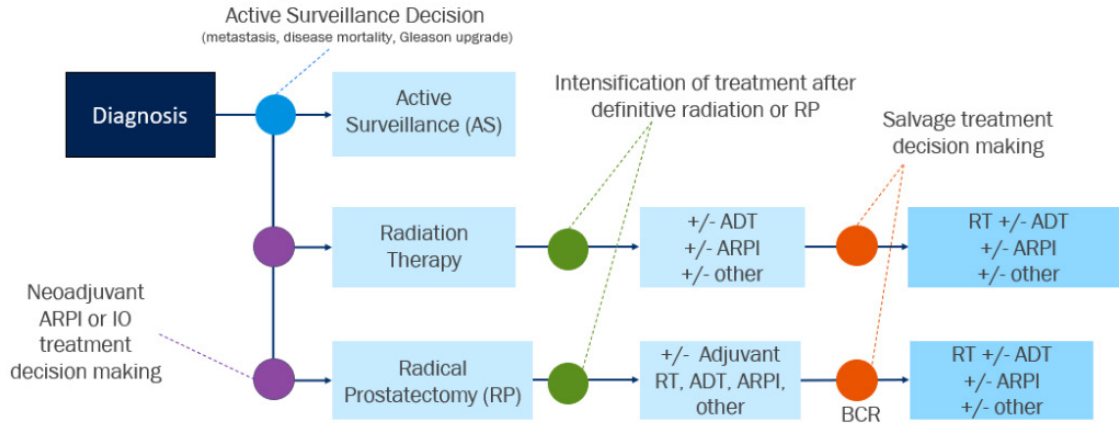 Active Surveillance Decision
(metastasis, disease mortality, Gleason upgrade)
Diagnosis
Active
Surveillance (AS)
Intensification of treatment after
definitive radiation or RP
Salvage treatment
decision making
Radiation
Therapy
+/- ADT
+/- ARPI
+/- other
RT +/- ADT
+/- ARPI
+/- other
Neoadjuvant
ARPI or IO
treatment
decision making
Radical
Prostatectomy (RP)
+/- Adjuvant
RT, ADT, ARPI,
other
BCR
RT +/- ADT
+/- ARPI
+/- other